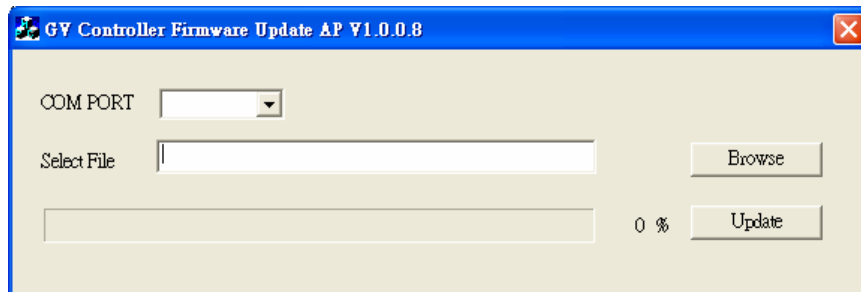 GV Controller Firmware Update AP V1.0.0.8
COM PORT
Select File
Browse
0 %
Update